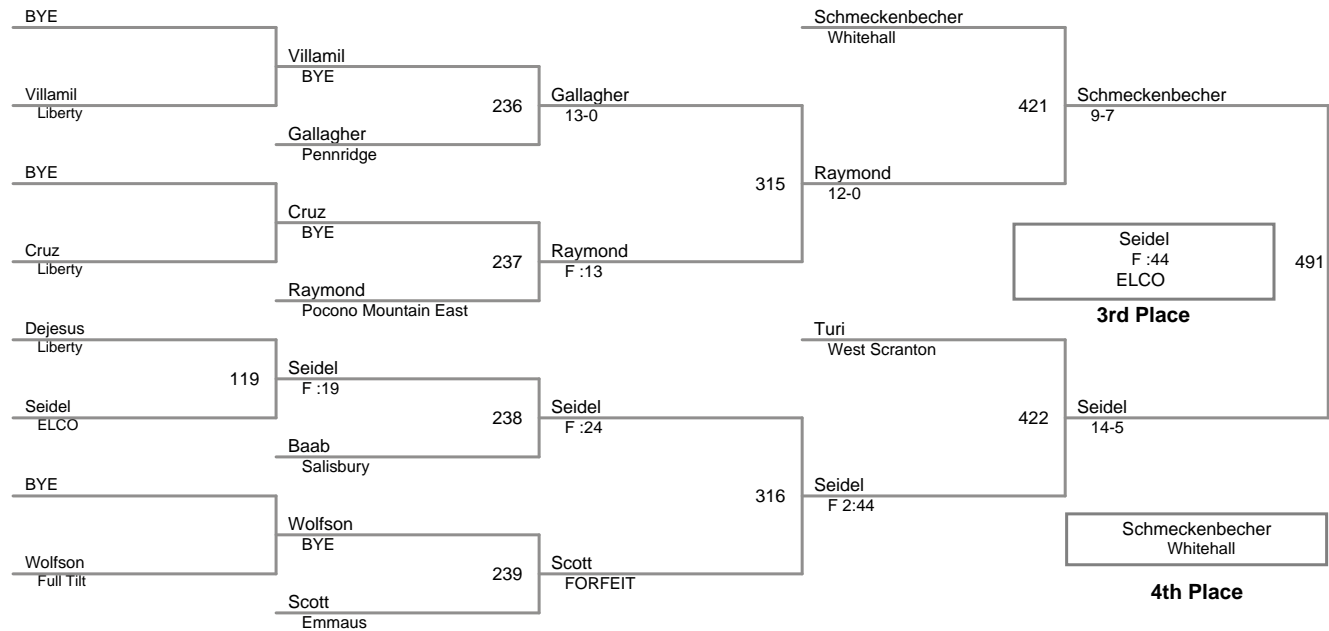 BYE
Villamil
Liberty
BYE
Cruz
Liberty
Dejesus
Liberty
119
Seidel
ELCO
BYE
Wolfson
Full Tilt
Villamil
BYE
236
Gallagher
Pennridge
Cruz
BYE
237
Raymond
Pocono Mountain East
Seidel
F :19
238
Baab
Salisbury
Wolfson
BYE
239
Scott
Emmaus
Gallagher
13-0
315
Raymond
F :13
Seidel
F :24
316
Scott
FORFEIT
Schmeckenbecher
Whitehall
421
Raymond
12-0
Turi
West Scranton
422
Seidel
F 2:44
Schmeckenbecher
9-7
491
Seidel
14-5
Seidel
F :44
ELCO
3rd Place
Schmeckenbecher
Whitehall
4th Place